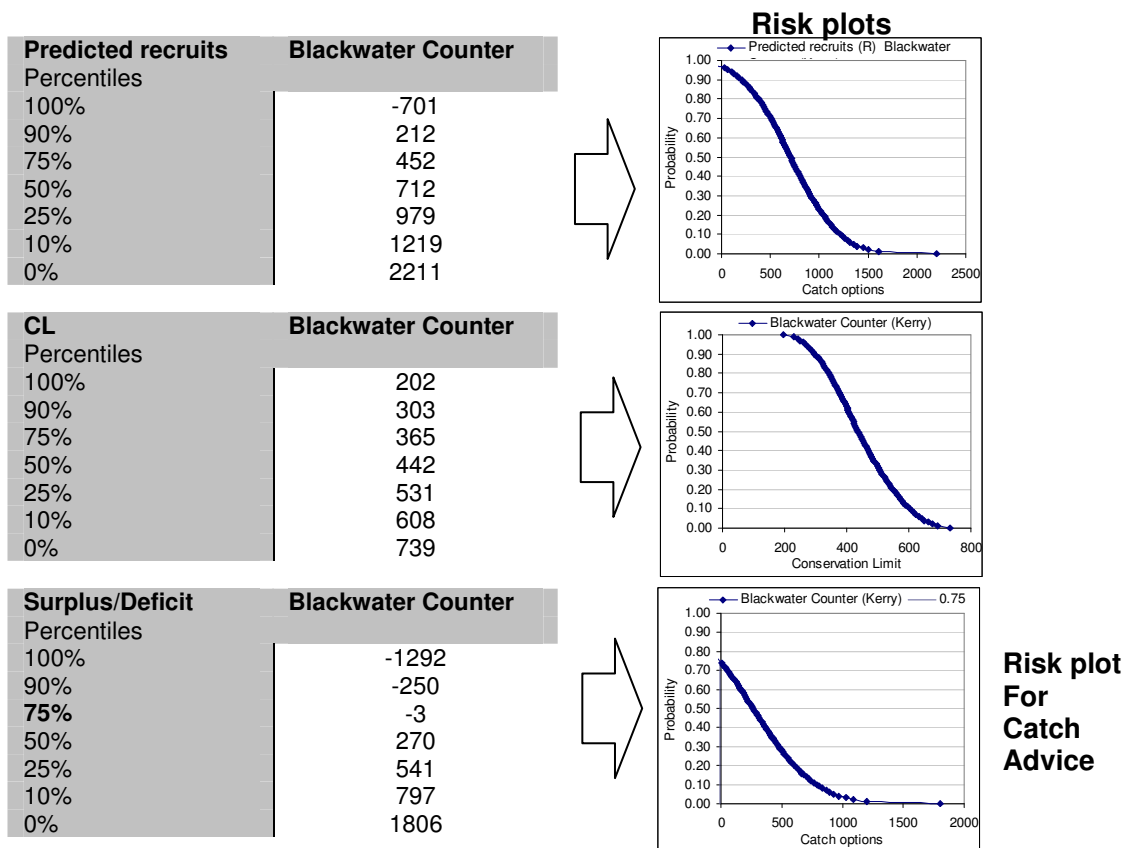 Risk plots
Predicted recruits Blackwater Counter
Percentiles
100% -701
90% 212
75% 452
50% 712
25% 979
10% 1219
0% 2211
Predicted recruits (R) Blackwater
1.00
0.90
0.80
0.70
0.60
0.50
0.40
0.30
0.20
0.10
0.00
Probability
0 500 1000 1500 2000 2500
Catch options
CL Blackwater Counter
Percentiles
100% 202
90% 303
75% 365
50% 442
25% 531
10% 608
0% 739
Blackwater Counter (Kerry)
1.00
0.90
0.80
0.70
0.60
0.50
0.40
0.30
0.20
0.10
0.00
Probability
0 200 400 600 800
Conservation Limit
Surplus/Deficit Blackwater Counter
Percentiles
100% -1292
90% -250
75% -3
50% 270
25% 541
10% 797
0% 1806
Blackwater Counter (Kerry) 0.75
1.00
0.90
0.80
0.70
0.60
0.50
0.40
0.30
0.20
0.10
0.00
Probability
0 500 1000 1500 2000
Catch options
Risk plot
For
Catch
Advice